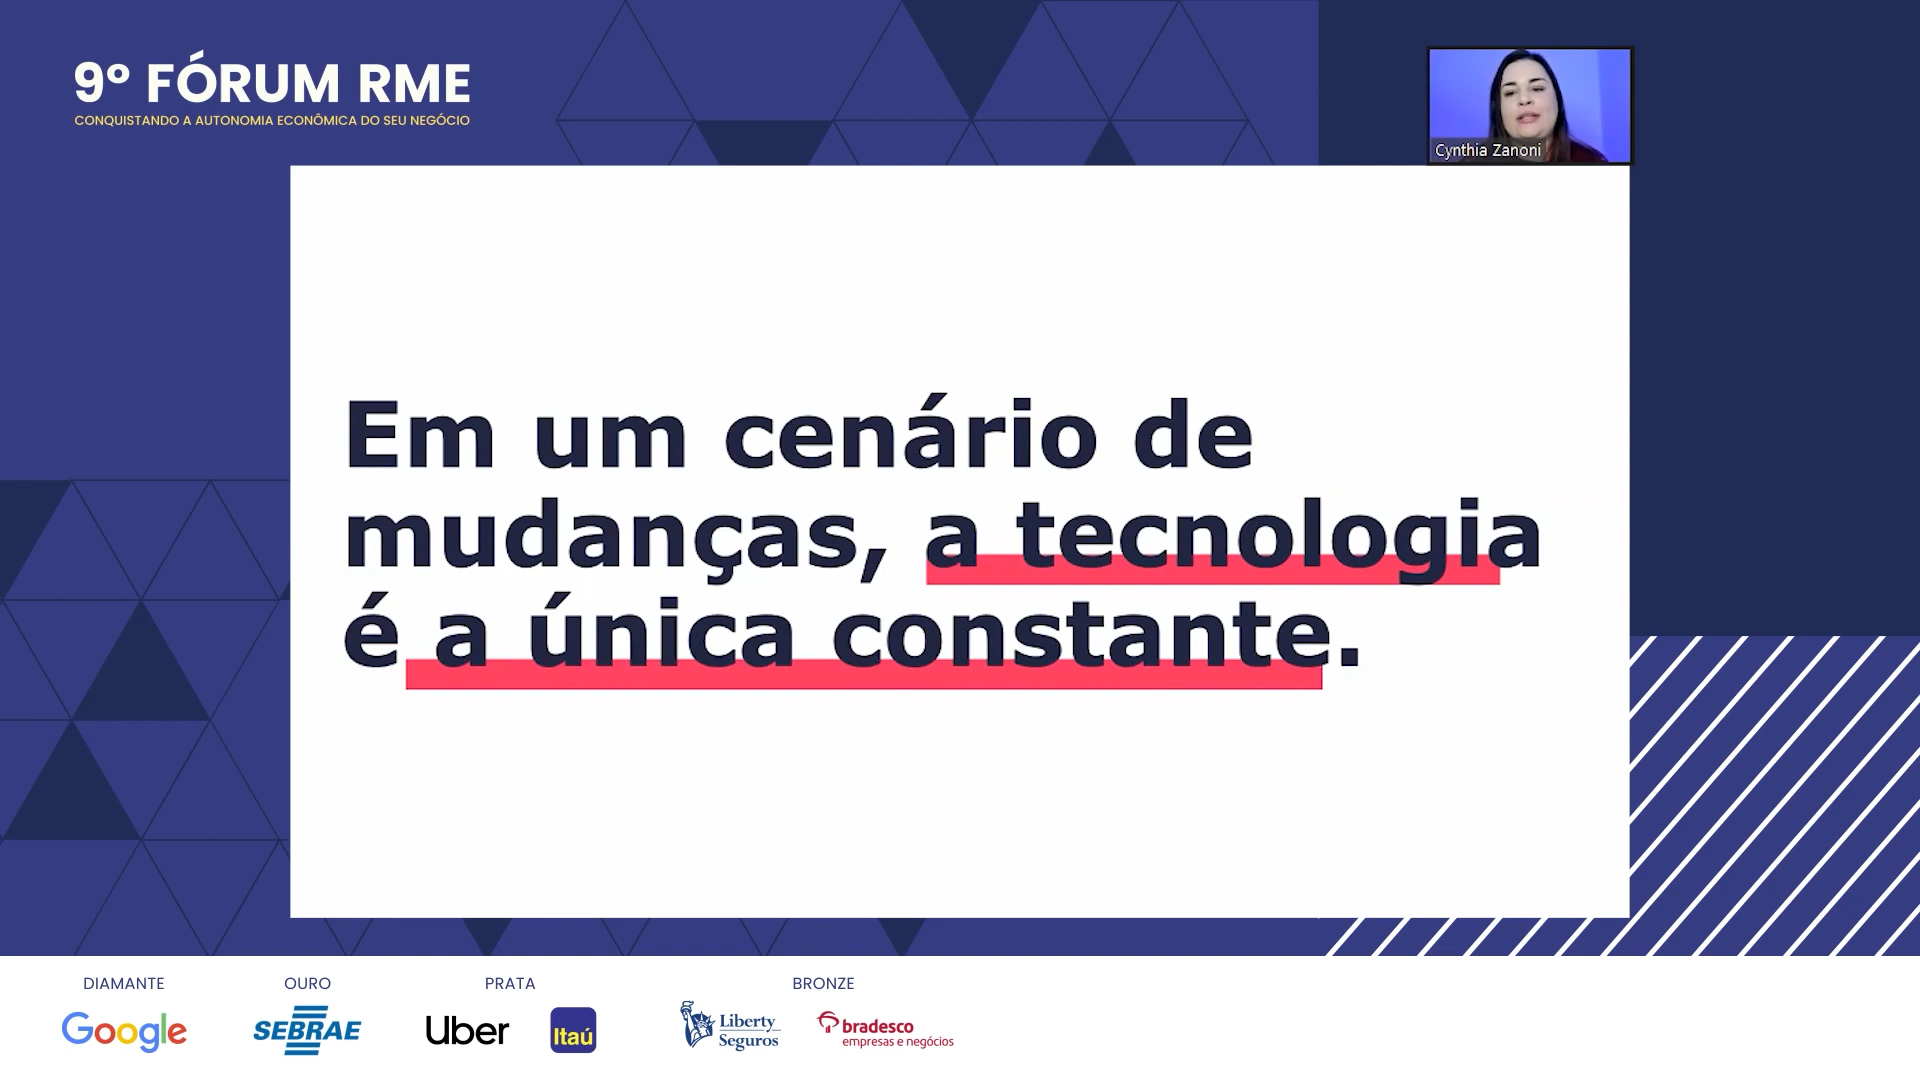 9º FÓRUM RME
CONQUISTANDO A AUTONOMIA ECONÔMICA DO SEU NEGÓCIO
Cynthia Zanoni
Em um cenário de
mudanças, a tecnologia
é a única constante.
DIAMANTE
Google
OURO
SEBRAE
PRATA
Uber
Itaú
BRONZE
Liberty
Seguros
bradesco
empresas e negócios